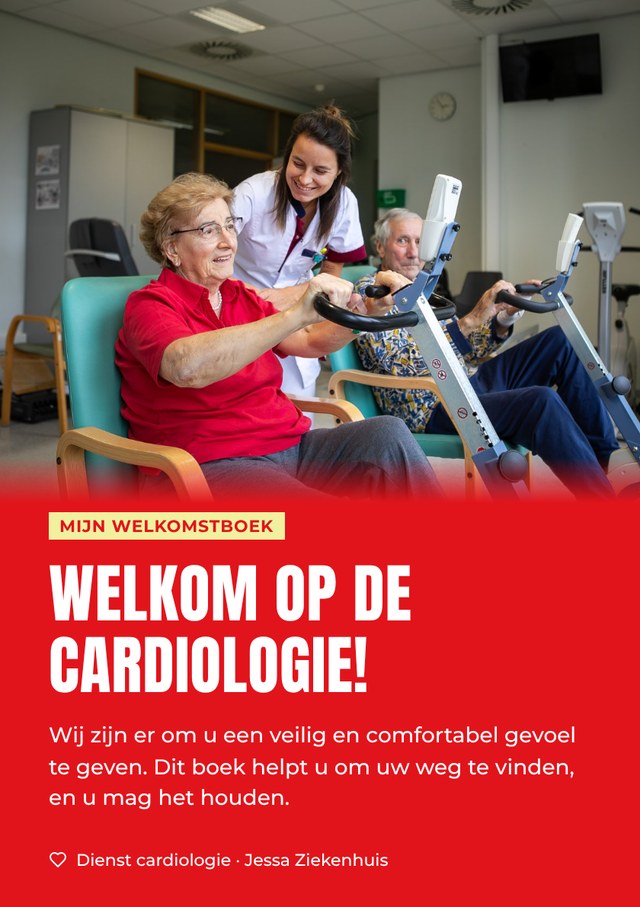 MIJN WELKOMSTBOEK
WELKOM OP DE
CARDIOLOGIE!
Wij zijn er om u een veilig en comfortabel gevoel
te geven. Dit boek helpt u om uw weg te vinden,
en u mag het houden.
Dienst cardiologie · Jessa Ziekenhuis